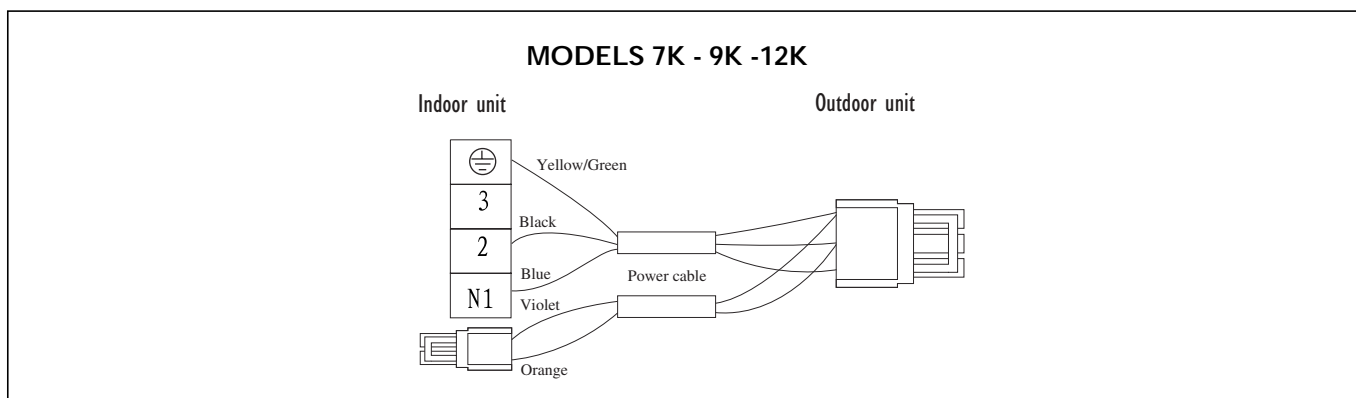 MODELS 7K - 9K -12K
Indoor unit
Outdoor unit
Yellow/Green
3
Black
2
Blue
Power cable
N1
Violet
Orange